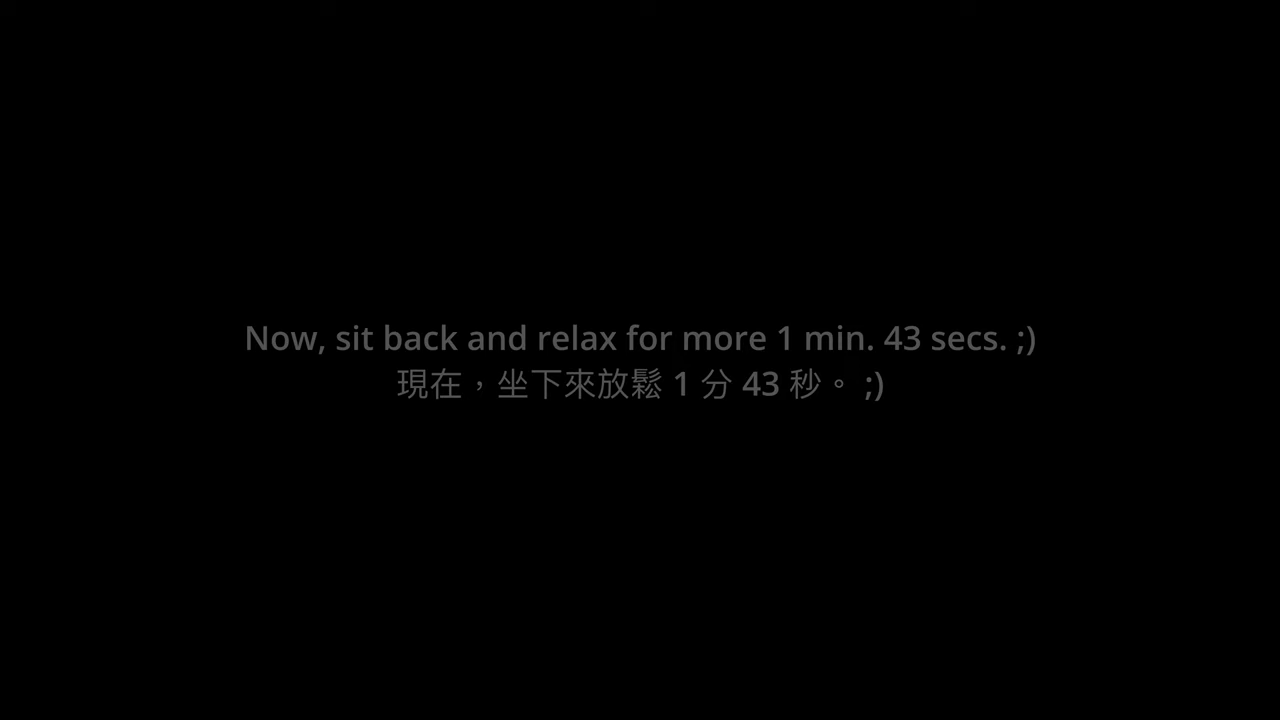 Now, sit back and relax for more 1 min. 43 secs. ;)
現在，坐下來放鬆 1 分 43 秒。 ;)